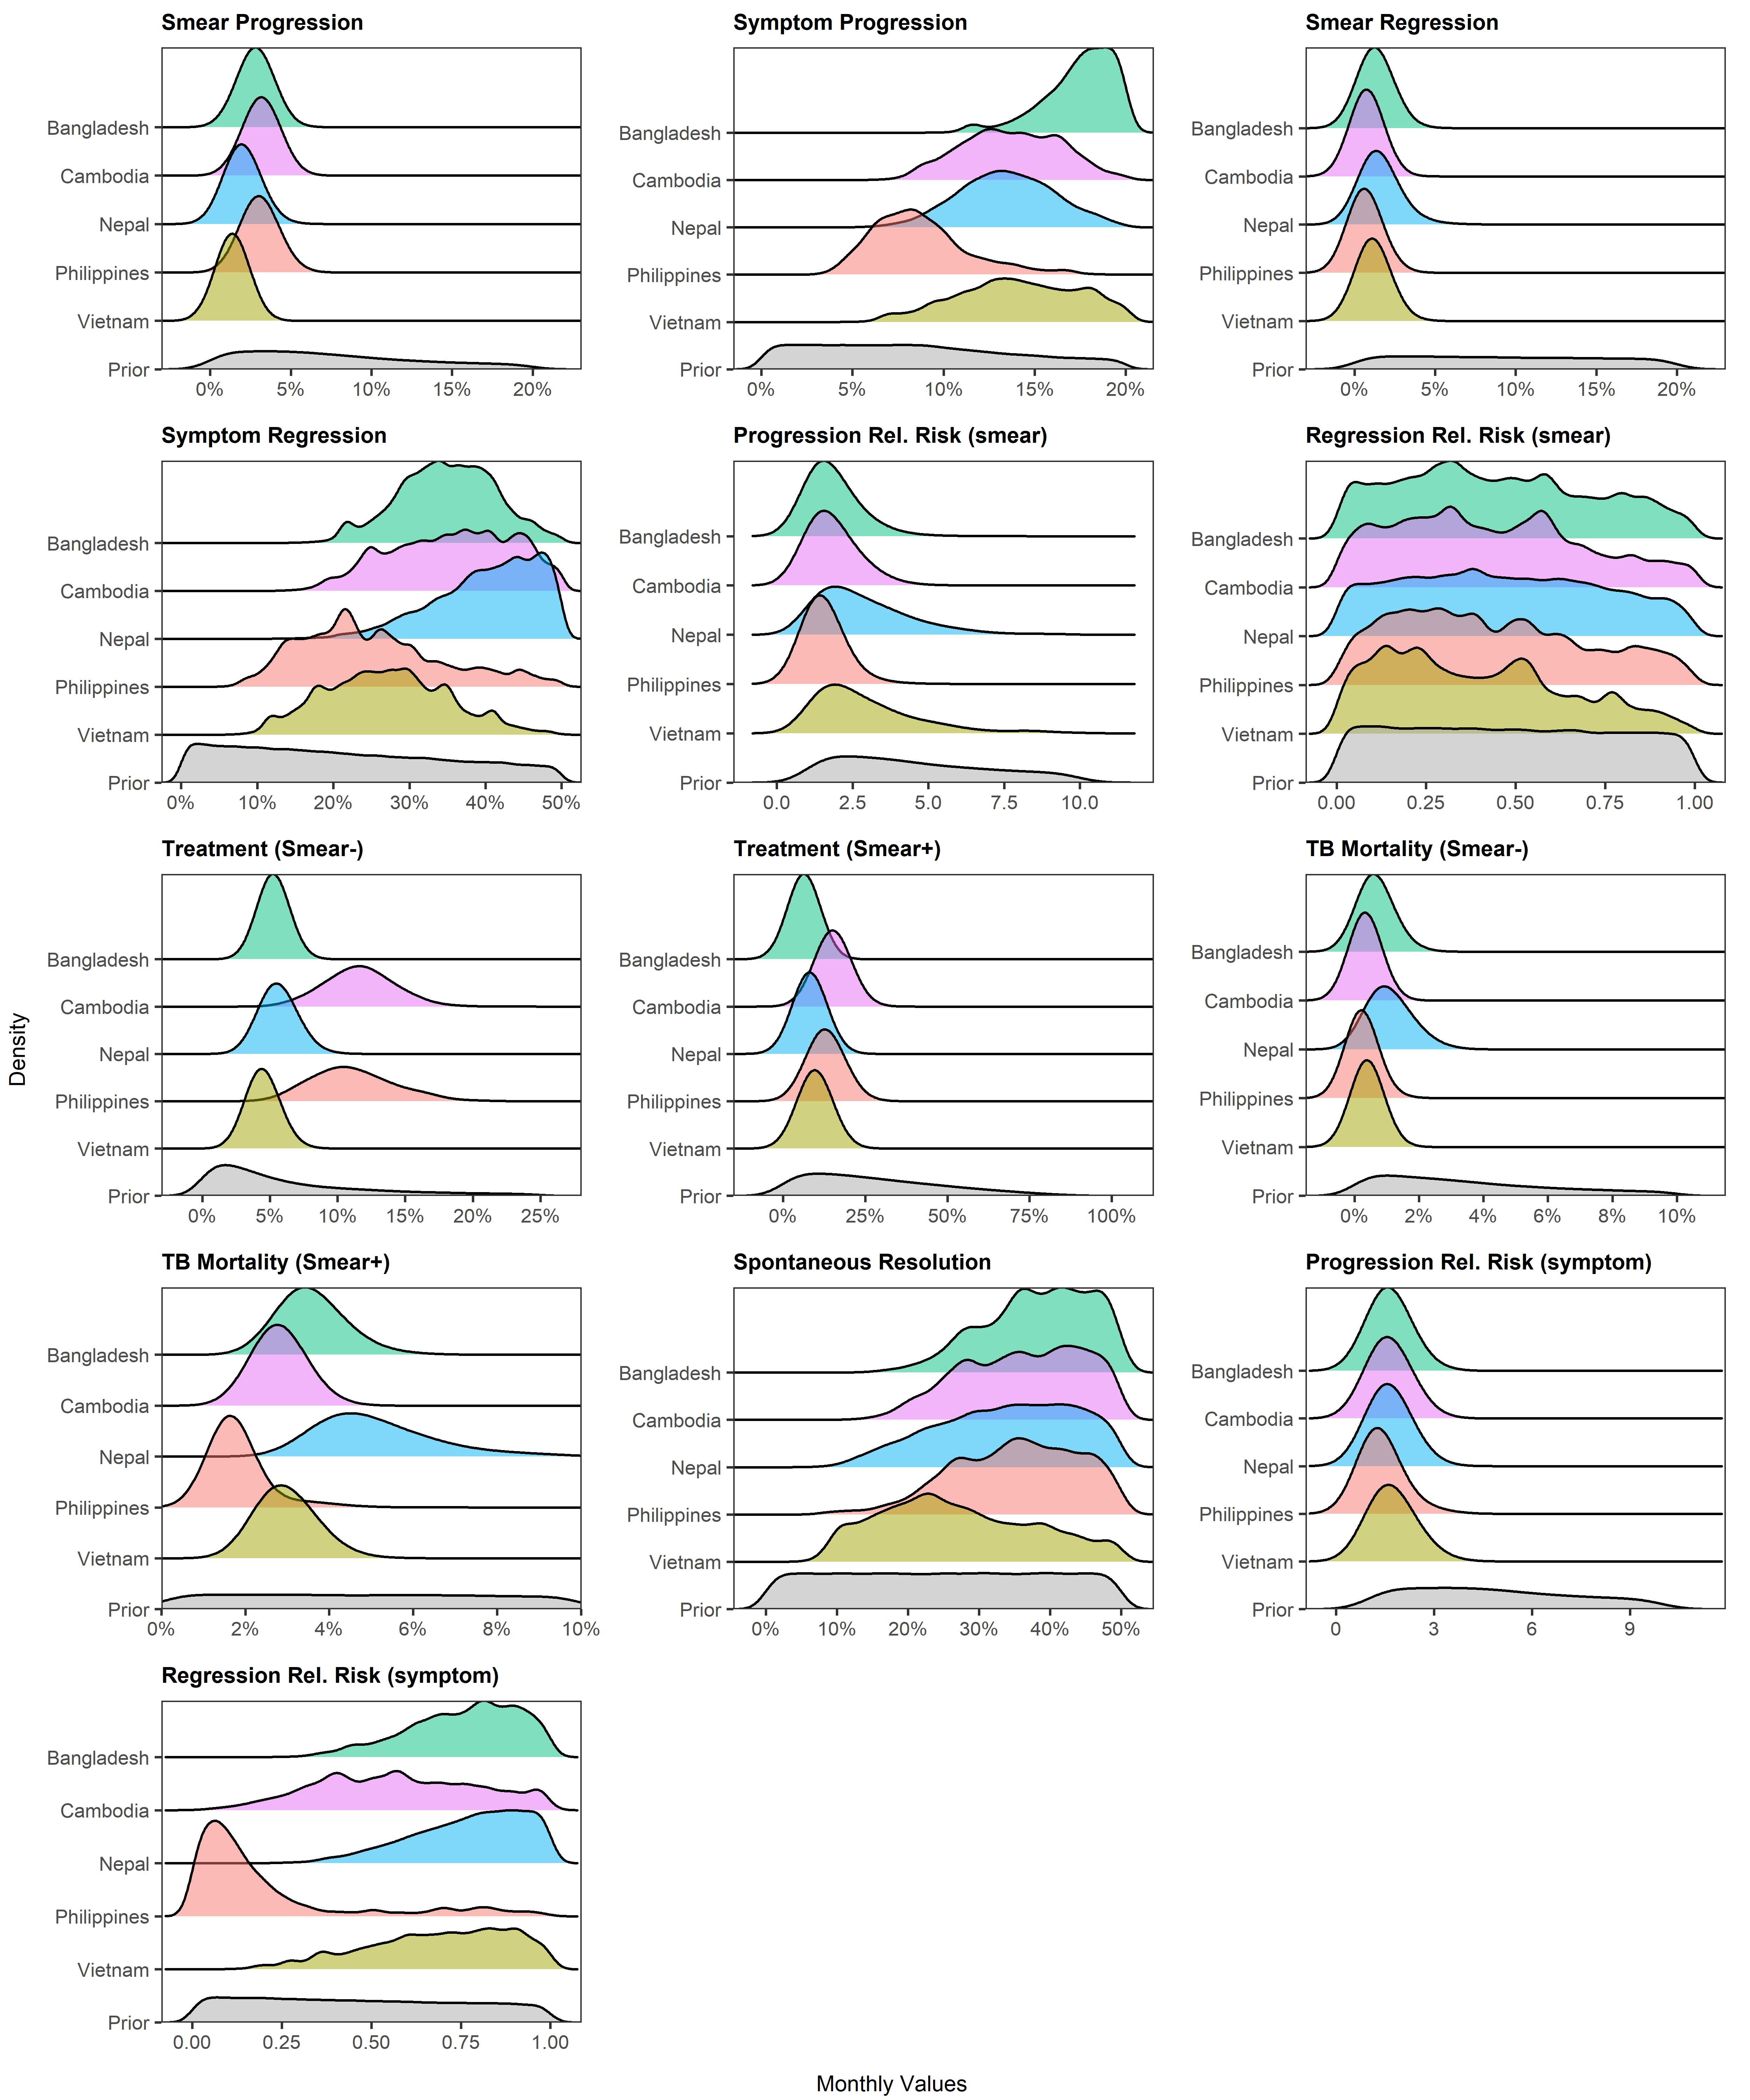 Smear Progression
Symptom Progression
Smear Regression
Bangladesh
Cambodia
Nepal
Philippines
Vietnam
Prior
0% 5% 10% 15% 20%
Bangladesh
Cambodia
Nepal
Philippines
Vietnam
Prior
0% 5% 10% 15% 20%
Bangladesh
Cambodia
Nepal
Philippines
Vietnam
Prior
0% 5% 10% 15% 20%
Symptom Regression
Progression Rel. Risk (smear)
Regression Rel. Risk (smear)
Bangladesh
Cambodia
Nepal
Philippines
Vietnam
Prior
0% 10% 20% 30% 40% 50%
Bangladesh
Cambodia
Nepal
Philippines
Vietnam
Prior
0.0 2.5 5.0 7.5 10.0
Bangladesh
Cambodia
Nepal
Philippines
Vietnam
Prior
0.00 0.25 0.50 0.75 1.00
Treatment (Smear-)
Treatment (Smear+)
TB Mortality (Smear-)
Bangladesh
Cambodia
Nepal
Philippines
Vietnam
Prior
0% 5% 10% 15% 20% 25%
Bangladesh
Cambodia
Nepal
Philippines
Vietnam
Prior
0% 25% 50% 75% 100%
Bangladesh
Cambodia
Nepal
Philippines
Vietnam
Prior
0% 2% 4% 6% 8% 10%
TB Mortality (Smear+)
Spontaneous Resolution
Progression Rel. Risk (symptom)
Bangladesh
Cambodia
Nepal
Philippines
Vietnam
Prior
0% 2% 4% 6% 8% 10%
Bangladesh
Cambodia
Nepal
Philippines
Vietnam
Prior
0% 10% 20% 30% 40% 50%
Bangladesh
Cambodia
Nepal
Philippines
Vietnam
Prior
0 3 6 9
Regression Rel. Risk (symptom)
Bangladesh
Cambodia
Nepal
Philippines
Vietnam
Prior
0.00 0.25 0.50 0.75 1.00
Density
Monthly Values